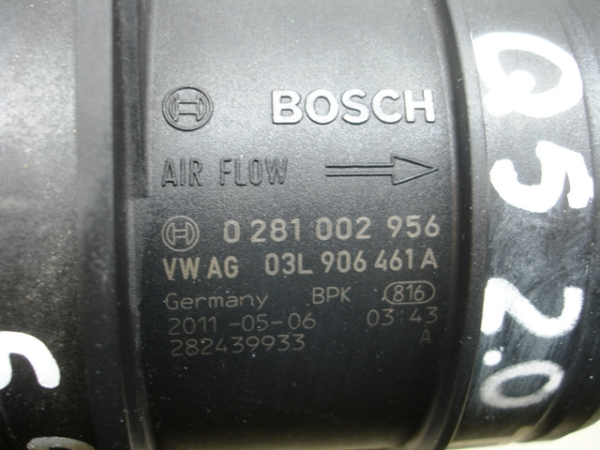 BOSCH
AIR FLOW
0 281 002 956
VW AG 03L 906 461 A
Germany BPK 816
2011-05-06 03:43
282439933 A
Q5 2.0